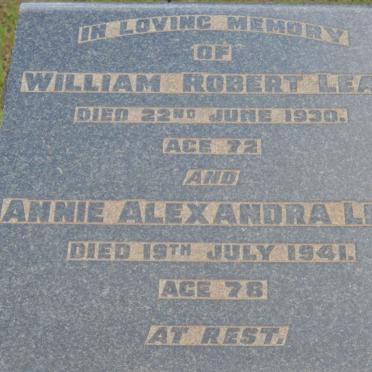 IN LOVING MEMORY
OF
WILLIAM ROBERT
DIED 22ND JUNE 1930.
AGE 72
AND
ANNIE ALEXANDRA
DIED 19TH JULY 1941.
AGE 78
AT REST.